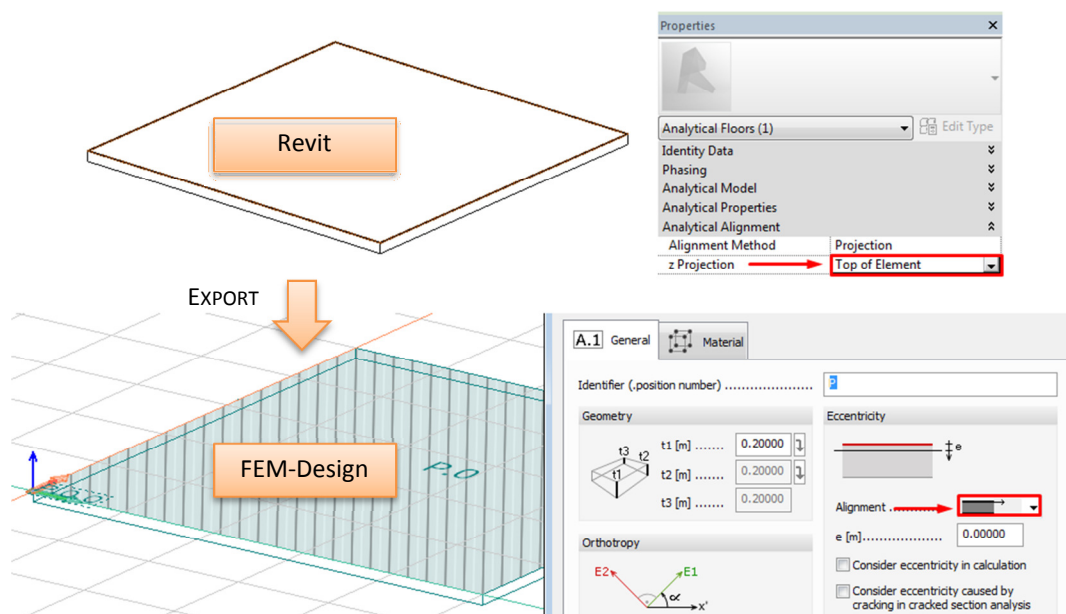 Revit
Properties
Analytical Floors (1)
Edit Type
Identity Data
Phasing
Analytical Model
Analytical Properties
Analytical Alignment
Alignment Method Projection
z Projection Top of Element
EXPORT
FEM-Design
P.0
A.1 General Material
Identifier (.position number) ...................... P
Geometry
t3 t2
t1
t1 [m] ....... 0.20000
t2 [m] ....... 0.20000
t3 [m] ....... 0.20000
Orthotropy
E2 E1
α
x'
Eccentricity
e
Alignment .
e [m]................... 0.00000
Consider eccentricity in calculation
Consider eccentricity caused by
cracking in cracked section analysis